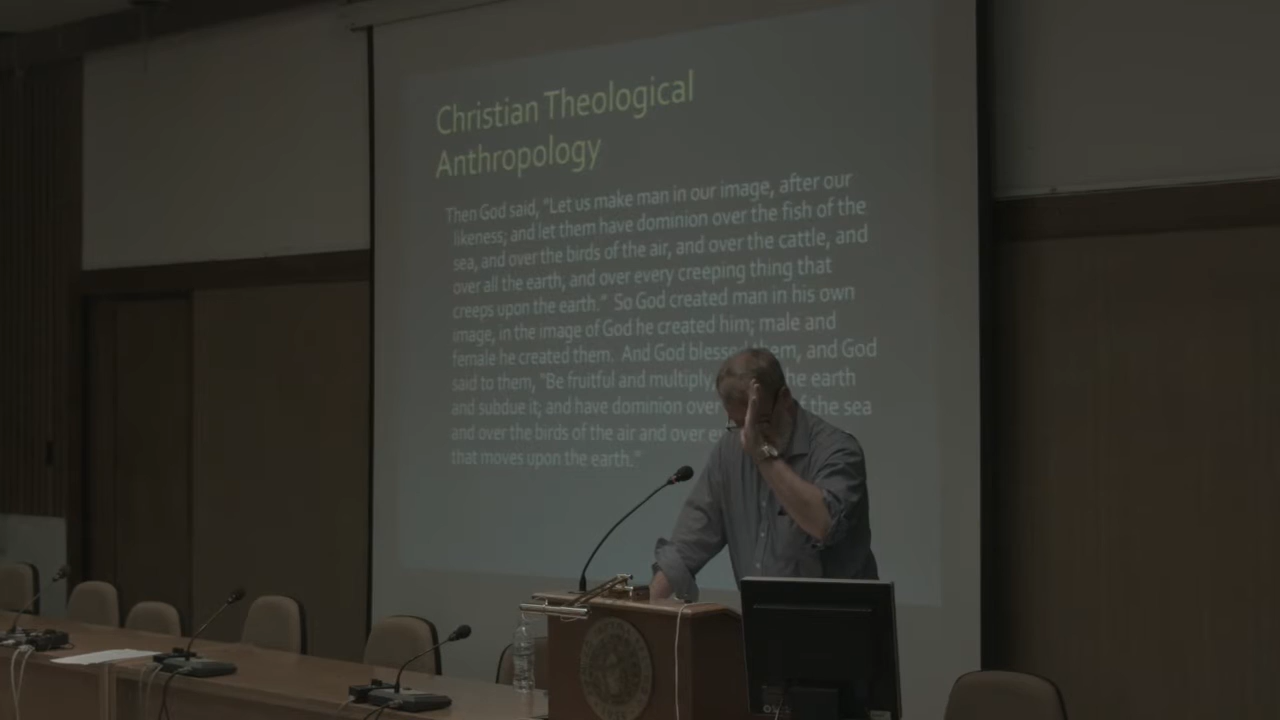 Christian Theological
Anthropology
Then God said, "Let us make man in our image, after our
likeness; and let them have dominion over the fish of the
sea, and over the birds of the air, and over the cattle, and
over all the earth, and over every creeping thing that
creeps upon the earth." So God created man in his own
image, in the image of God he created him; male and
female he created them. And God blessed them, and God
said to them, "Be fruitful and multiply, the earth
and subdue it; and have dominion over of the sea
and over the birds of the air and over
that moves upon the earth."